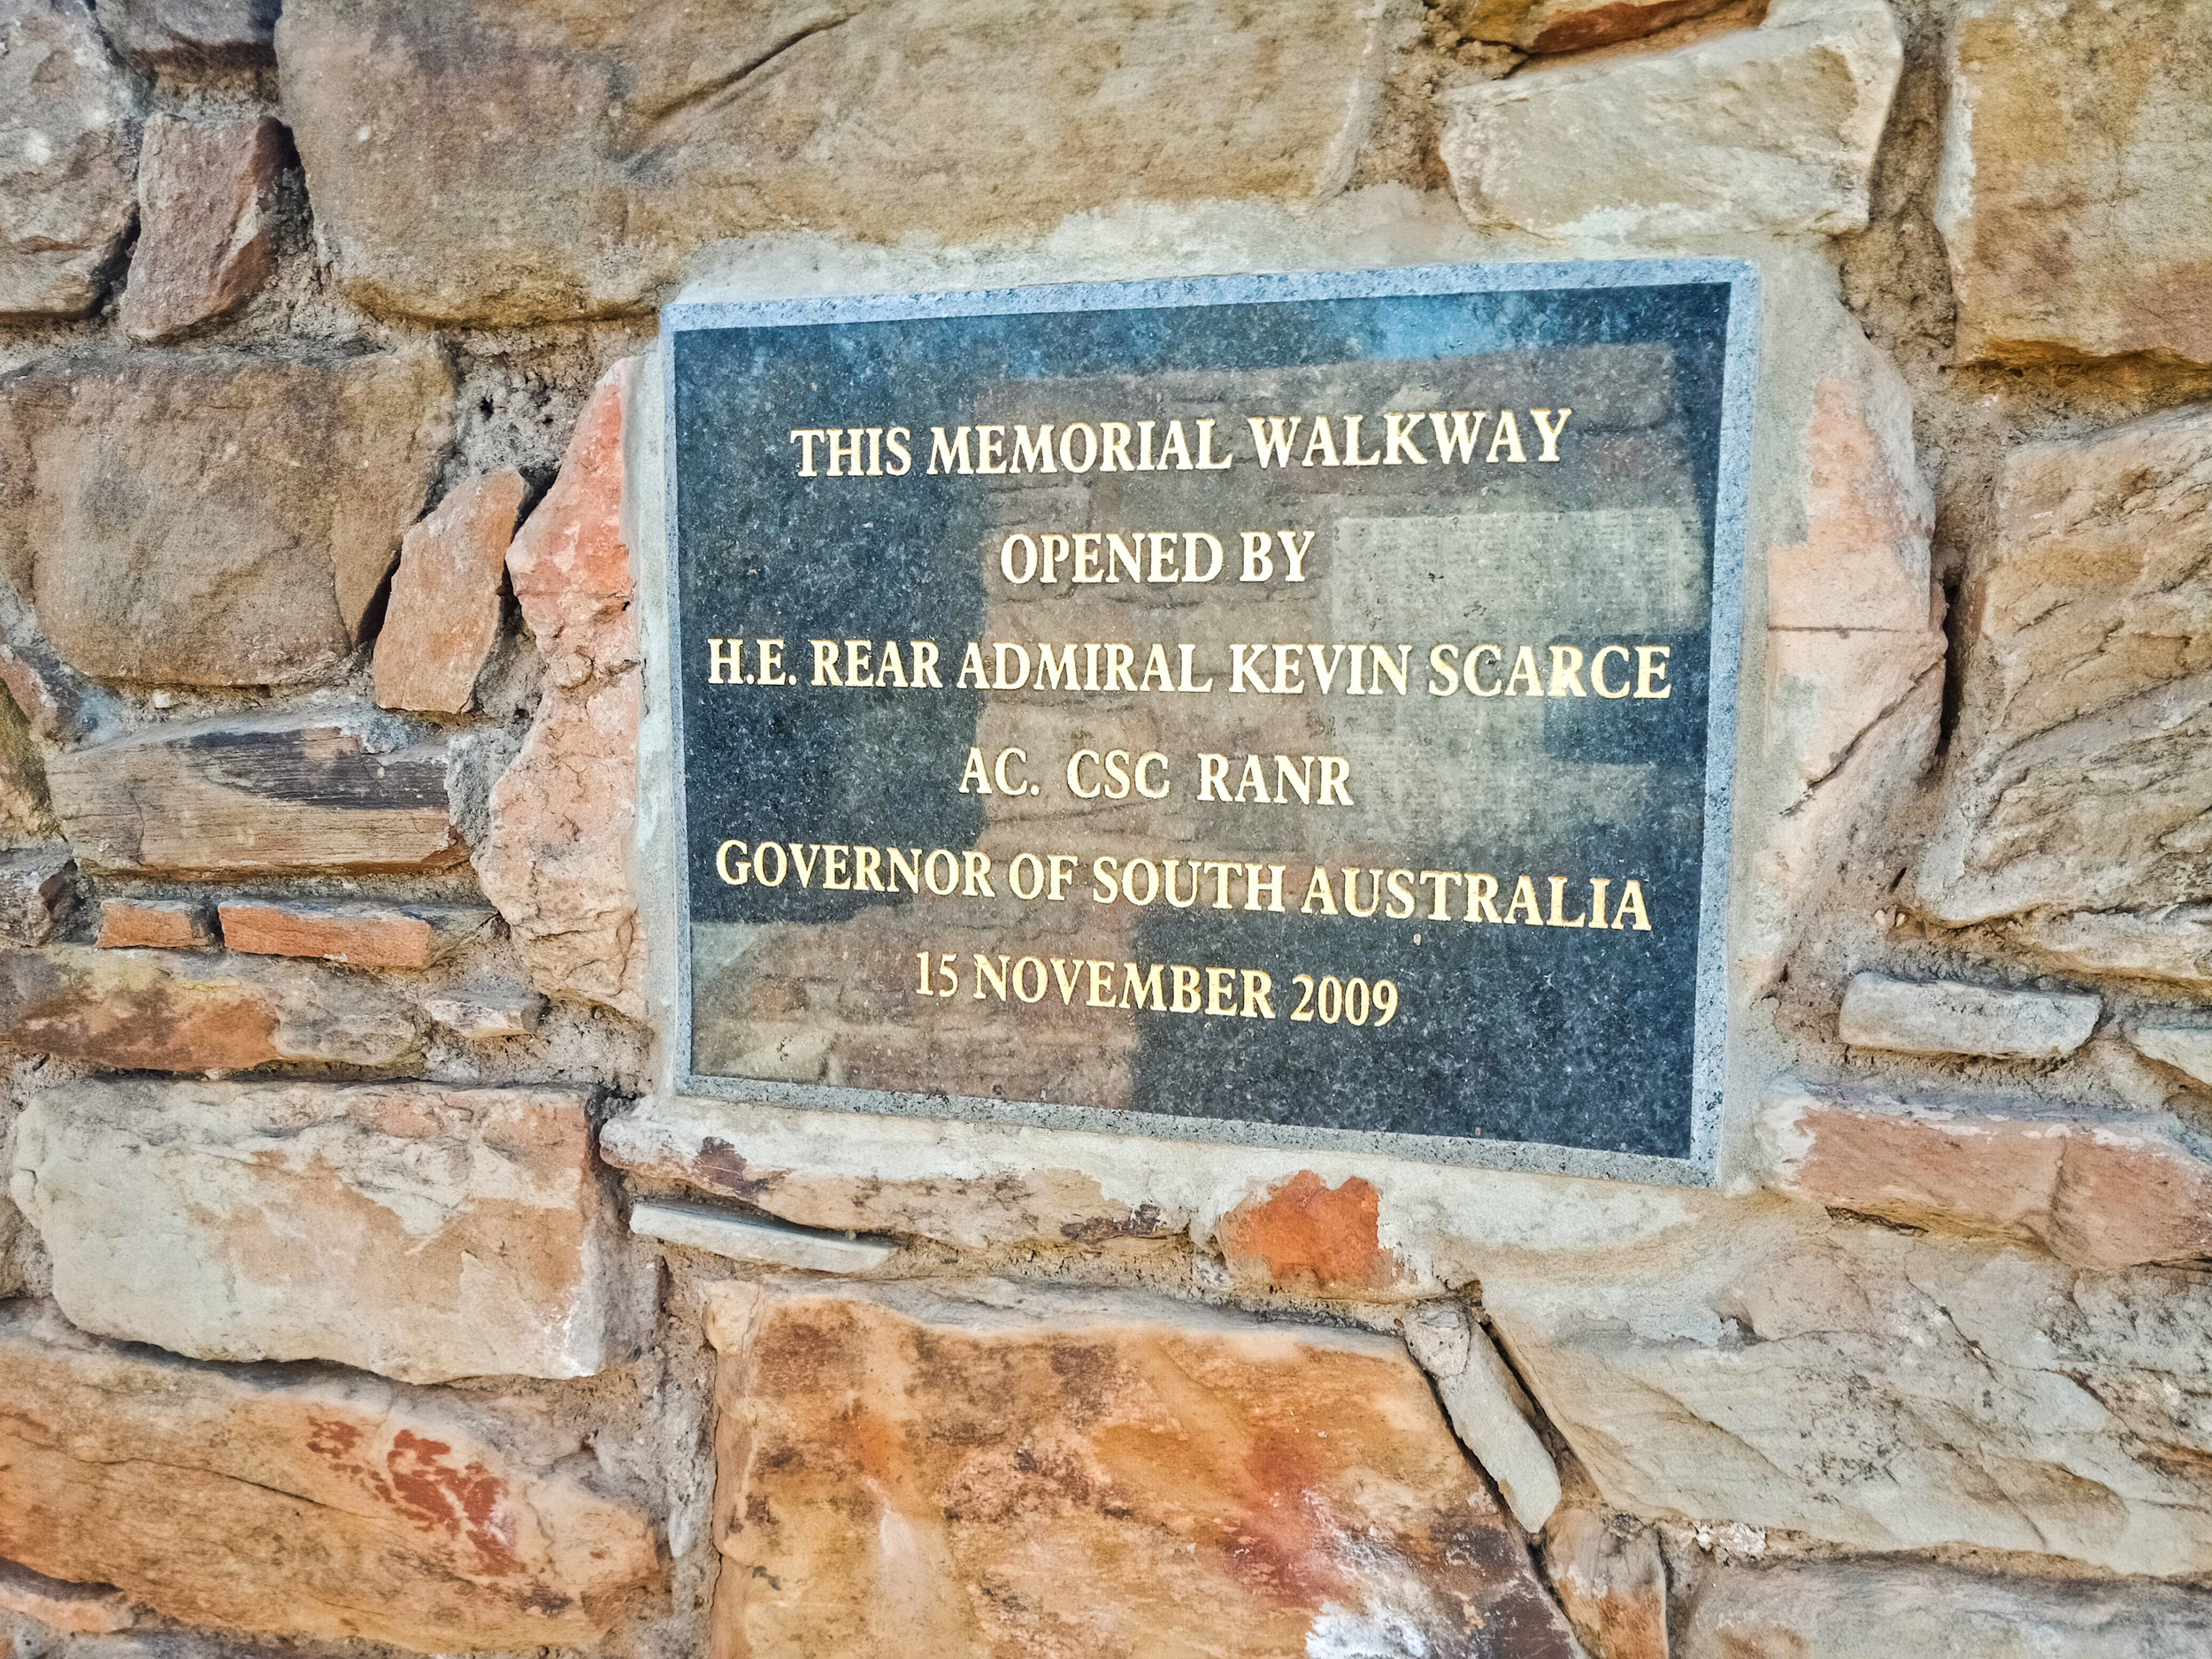 THIS MEMORIAL WALKWAY
OPENED BY
H.E. REAR ADMIRAL KEVIN SCARCE
AC. CSC RANR
GOVERNOR OF SOUTH AUSTRALIA
15 NOVEMBER 2009